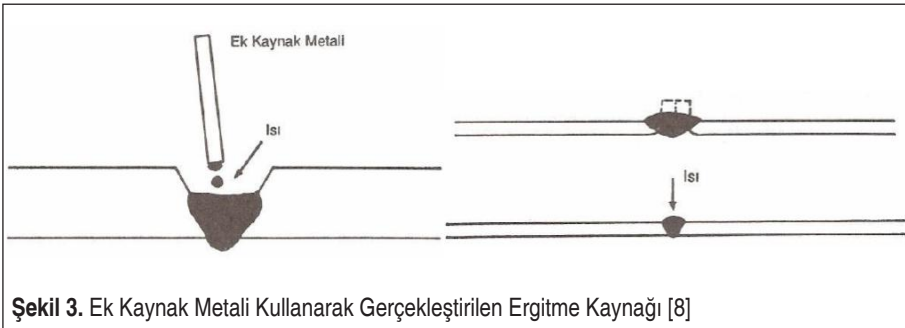 Ek Kaynak Metali
Isı
Isı
Şekil 3. Ek Kaynak Metali Kullanarak Gerçekleştirilen Ergitme Kaynağı [8]